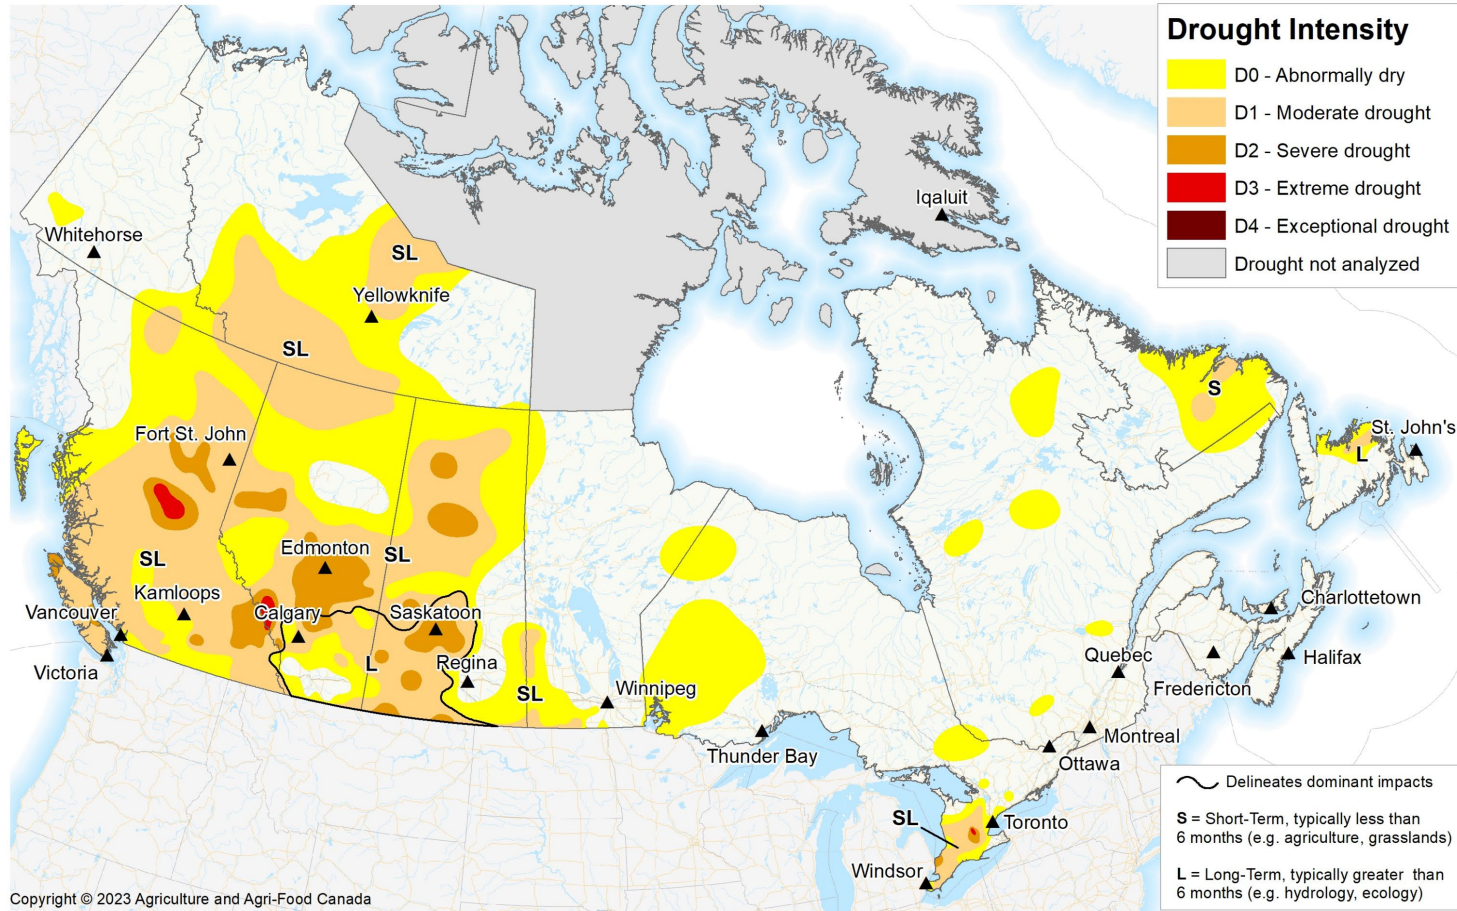 Drought Intensity
D0 - Abnormally dry
D1 - Moderate drought
D2 - Severe drought
D3 - Extreme drought
D4 - Exceptional drought
Drought not analyzed
Iqaluit
Whitehorse
SL
Yellowknife
SL
S
Fort St. John
St. John's
L
Edmonton
SL
SL
Kamloops
Calgary
Saskatoon
Vancouver
Charlottetown
Victoria
L
Regina
Quebec
Halifax
SL
Winnipeg
Fredericton
Montreal
Thunder Bay
Ottawa
SL
Toronto
Windsor
Delineates dominant impacts
S = Short-Term, typically less than
6 months (e.g. agriculture, grasslands)
L = Long-Term, typically greater than
6 months (e.g. hydrology, ecology)
Copyright © 2023 Agriculture and Agri-Food Canada